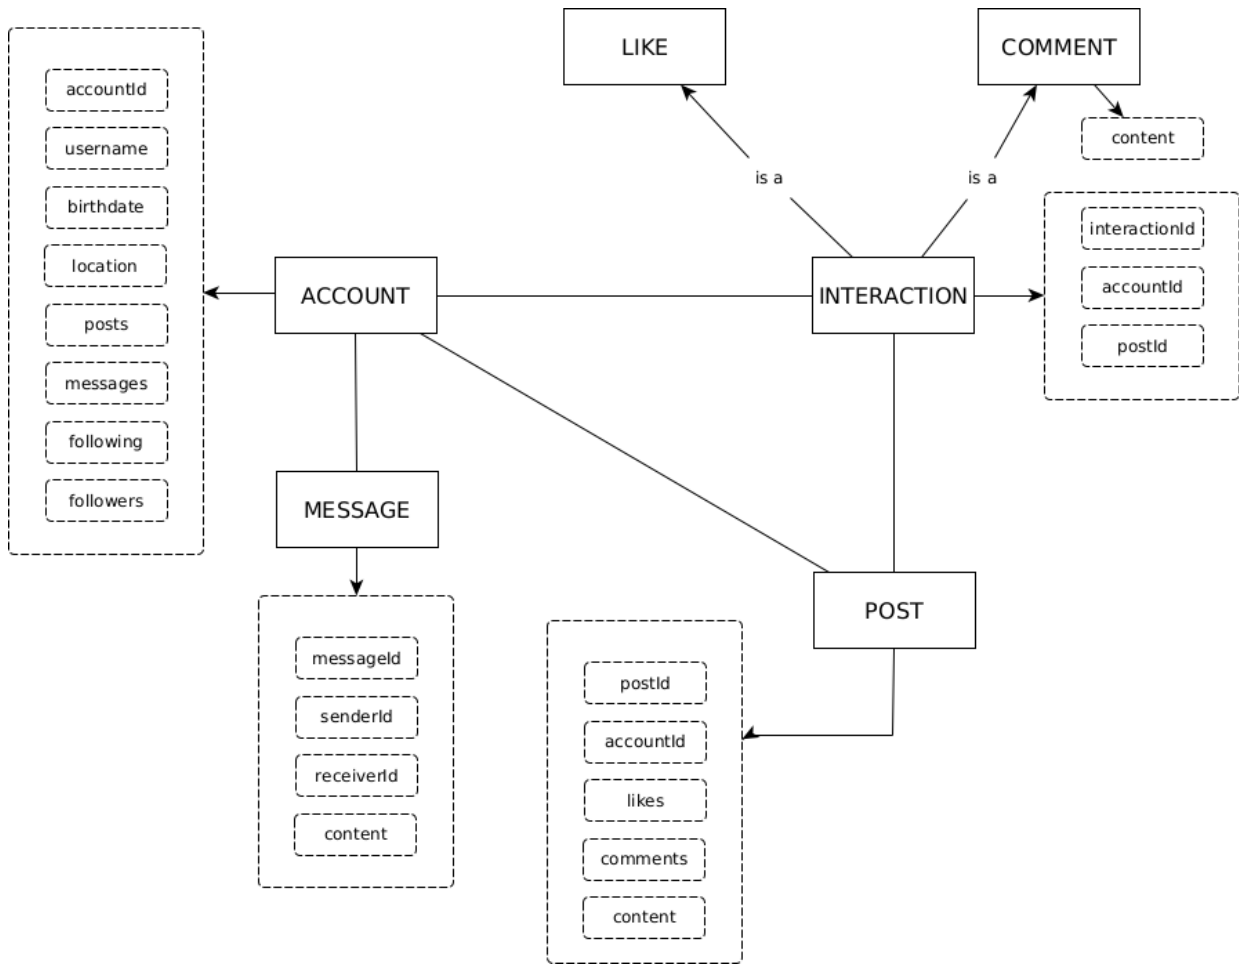 LIKE
COMMENT
accountId
username
birthdate
location
posts
messages
following
followers
content
is a
is a
interactionId
accountId
postId
ACCOUNT
INTERACTION
MESSAGE
POST
messageId
senderId
receiverId
content
postId
accountId
likes
comments
content